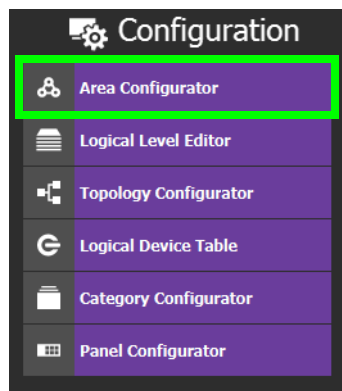 Configuration
Area Configurator
Logical Level Editor
Topology Configurator
Logical Device Table
Category Configurator
Panel Configurator